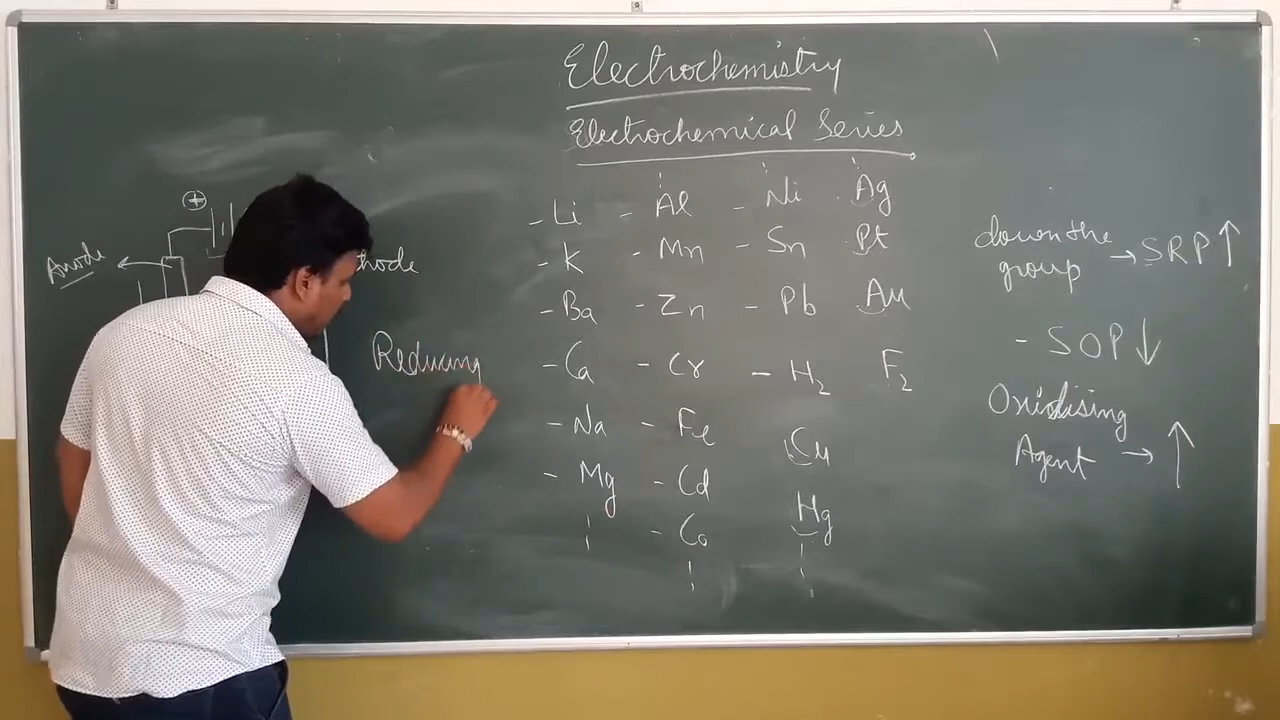 Electrochemistry
Electrochemical Series
- Li
- K
- Ba
- Ca
- Na
- Mg
- Al
- Mn
- Zn
- Cr
- Fe
- Cd
- Co
- Ni
- Sn
- Pb
- H2
Cu
Hg
Ag
Pt
Au
F2
down the
group → SRP ↑
- SOP ↓
Oxidising
Agent → ↑
+
Anode
thode
Reducing